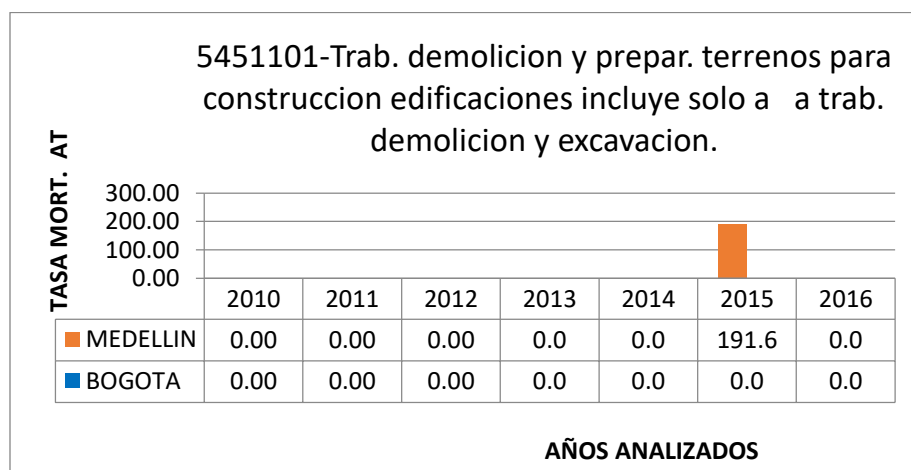 5451101-Trab. demolicion y prepar. terrenos para
construccion edificaciones incluye solo a a trab.
demolicion y excavacion.
TASA MORT. AT
300.00
200.00
100.00
0.00
2010 2011 2012 2013 2014 2015 2016
MEDELLIN 0.00 0.00 0.00 0.0 0.0 191.6 0.0
BOGOTA 0.00 0.00 0.00 0.0 0.0 0.0 0.0
AÑOS ANALIZADOS